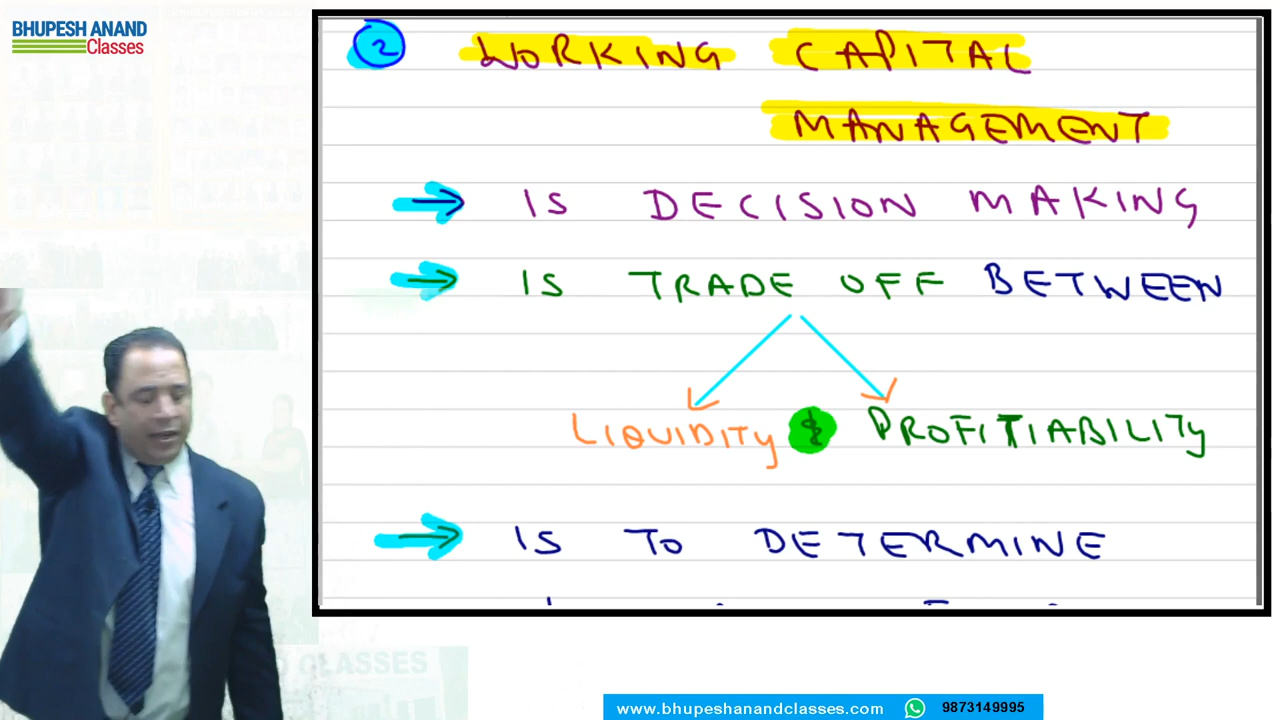 BHUPESH ANAND
Classes
2 WORKING CAPITAL
MANAGEMENT
→ IS DECISION MAKING
→ IS TRADE OFF BETWEEN
LIQUIDITY & PROFITIABILITY
→ IS TO DETERMINE
CLASSES
www.bhupeshanandclasses.com 9873149995